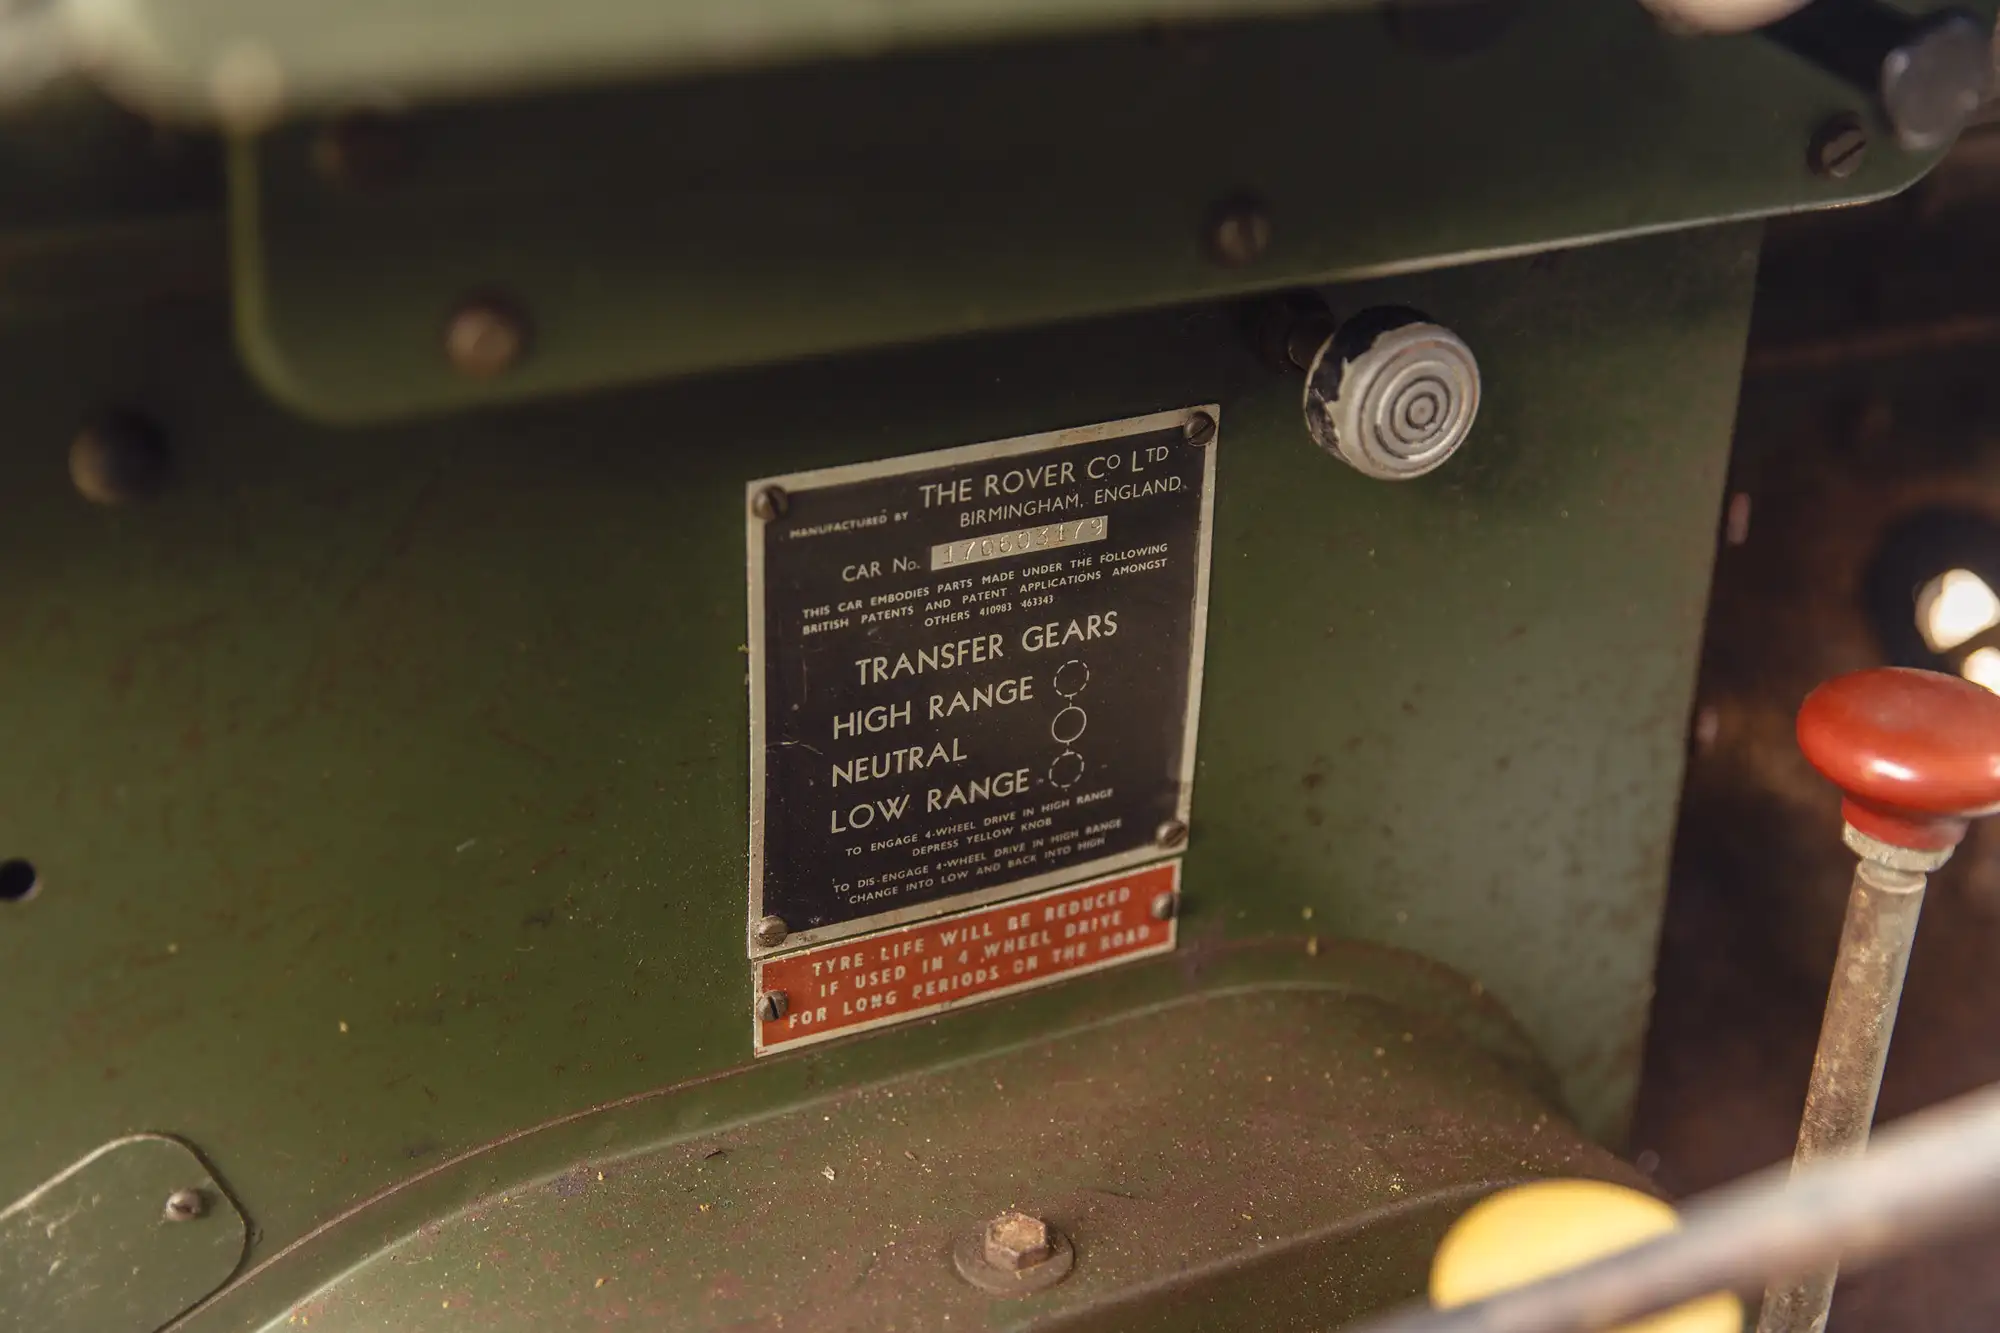 MANUFACTURED BY THE ROVER Co LTD
BIRMINGHAM, ENGLAND.
CAR No. 170603179
THIS CAR EMBODIES PARTS MADE UNDER THE FOLLOWING
BRITISH PATENTS AND PATENT APPLICATIONS AMONGST
OTHERS 410983 463343
TRANSFER GEARS
HIGH RANGE
NEUTRAL
LOW RANGE
TO ENGAGE 4-WHEEL DRIVE IN HIGH RANGE
DEPRESS YELLOW KNOB
TO DIS-ENGAGE 4-WHEEL DRIVE IN HIGH RANGE
CHANGE INTO LOW AND BACK INTO HIGH
TYRE LIFE WILL BE REDUCED
IF USED IN 4 WHEEL DRIVE
FOR LONG PERIODS ON THE ROAD